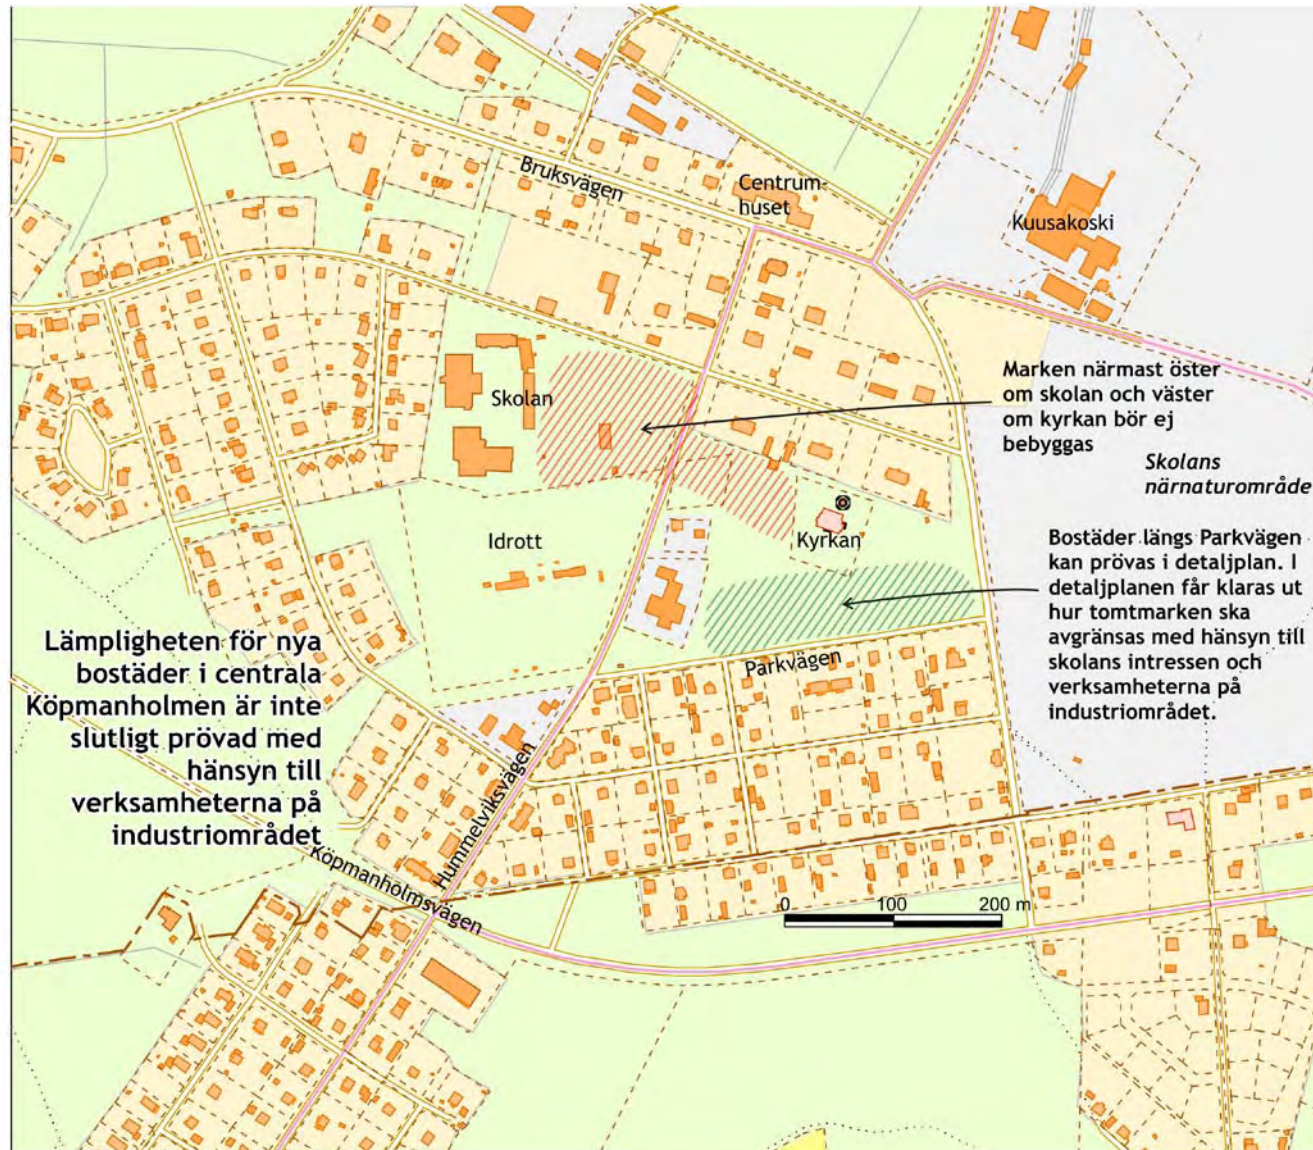 Bruksvägen
Centrum-
huset
Kuusakoski
Marken närmast öster
om skolan och väster
om kyrkan bör ej
bebyggas
Skolan
Skolans
närnaturområde
Idrott
Kyrkan
Bostäder längs Parkvägen
kan prövas i detaljplan. I
detaljplanen får klaras ut
hur tomtmarken ska
avgränsas med hänsyn till
skolans intressen och
verksamheterna på
industriområdet.
Parkvägen
Lämpligheten för nya
bostäder i centrala
Köpmanholmen är inte
slutligt prövad med
hänsyn till
verksamheterna på
industriområdet
Hummelviksvägen
Köpmanholmsvägen
0 100 200 m